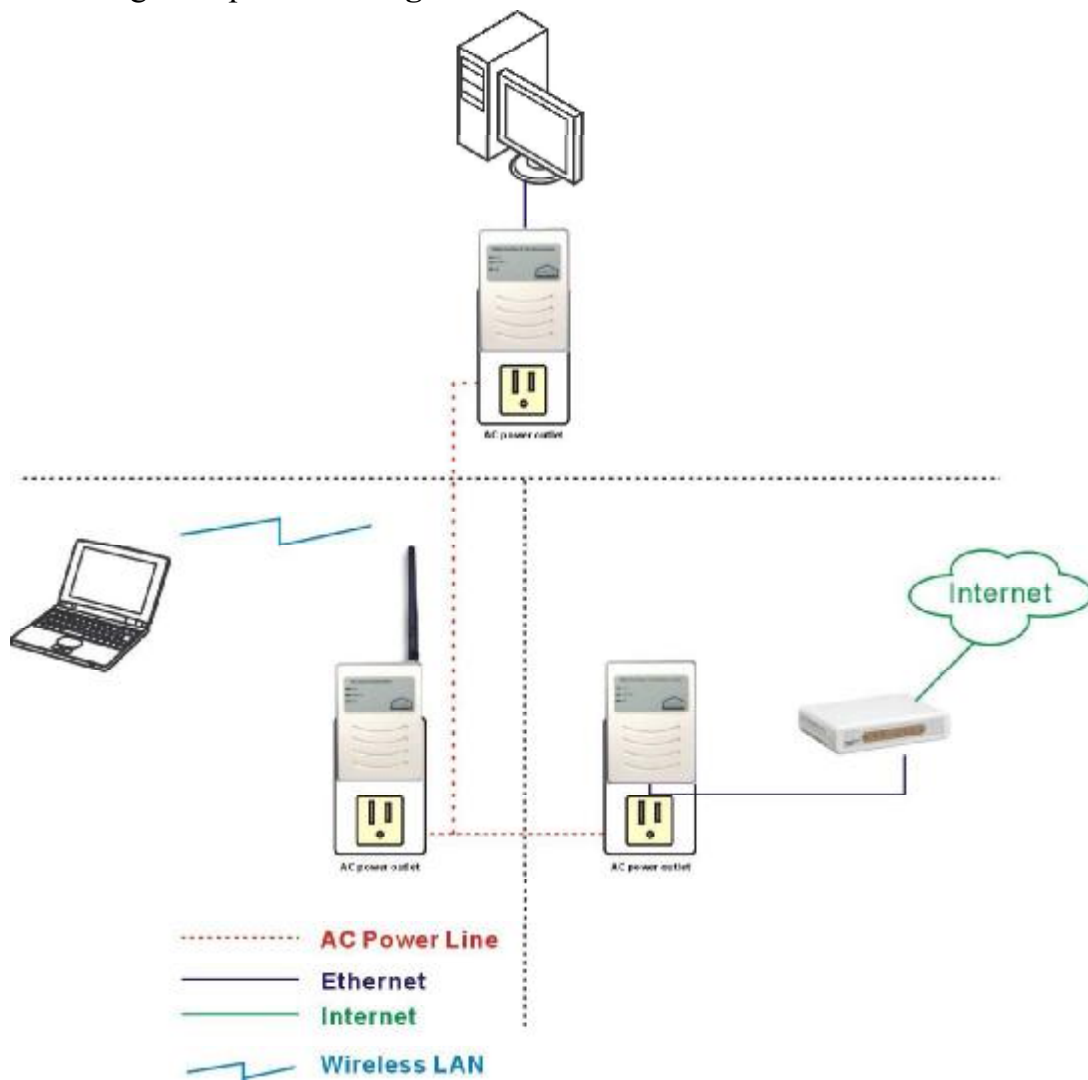 AC power outlet
Internet
AC power outlet
AC power outlet
AC Power Line
Ethernet
Internet
Wireless LAN